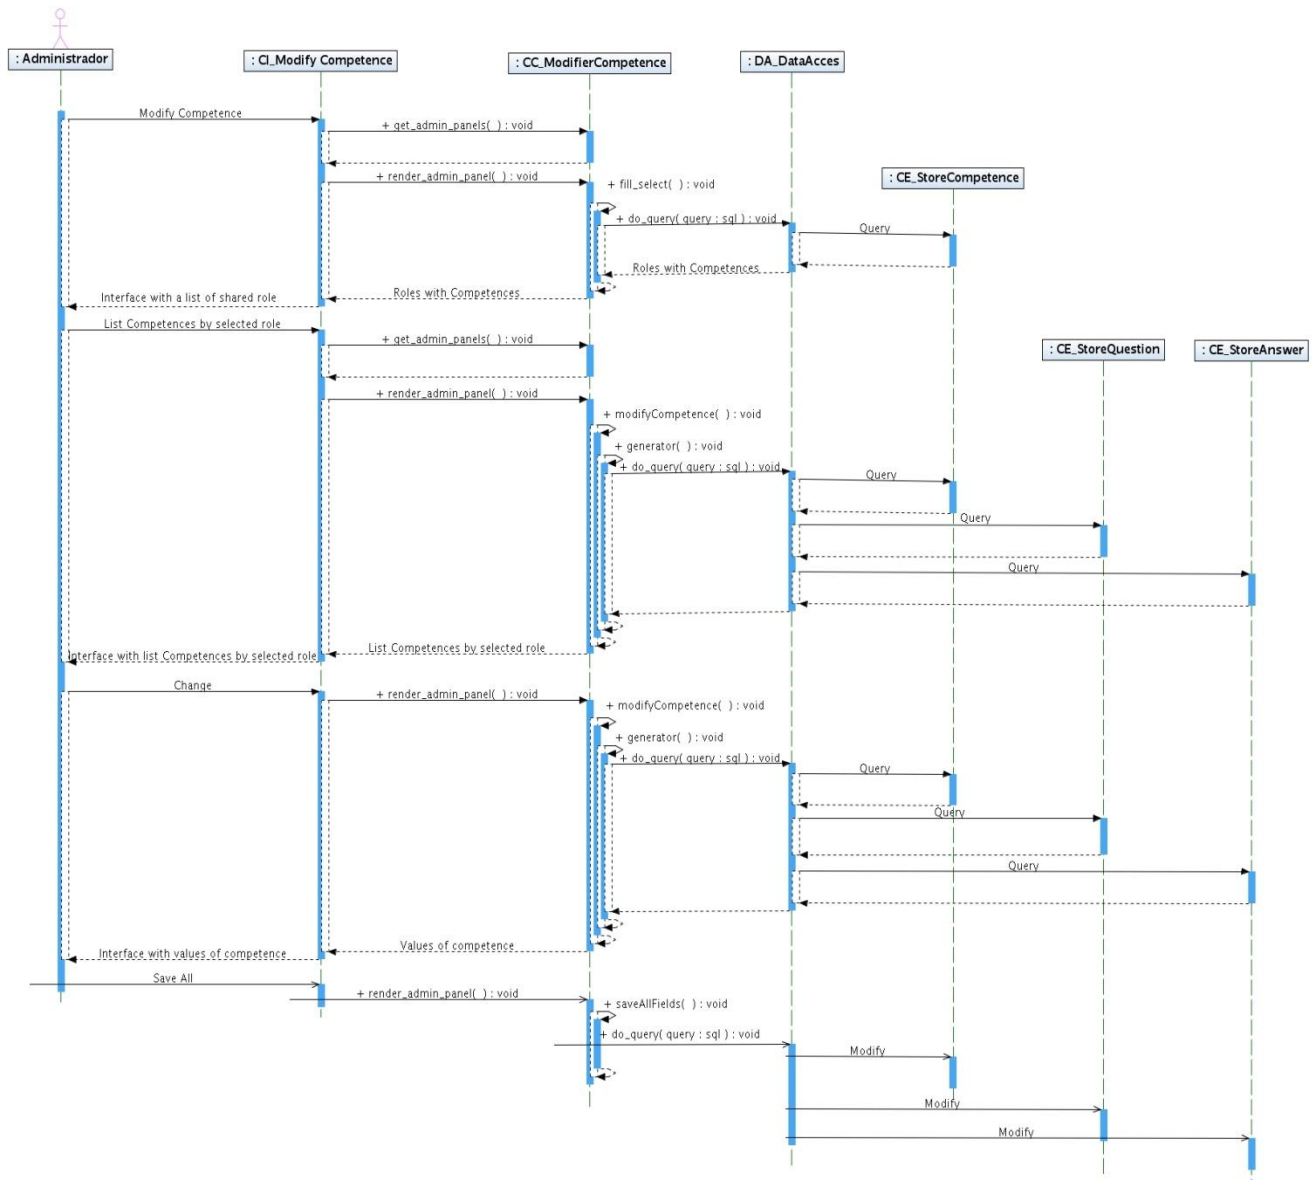 : Administrador
: CI_Modify Competence
: CC_ModifierCompetence
: DA_DataAcces
Modify Competence
+ get_admin_panels(  ) : void
+ render_admin_panel(  ) : void
+ fill_select(  ) : void
: CE_StoreCompetence
+ do_query( query : sql ) : void
Query
Roles with Competences
Roles with Competences
Interface with a list of shared role
List Competences by selected role
+ get_admin_panels(  ) : void
: CE_StoreQuestion
: CE_StoreAnswer
+ render_admin_panel(  ) : void
+ modifyCompetence(  ) : void
+ generator(  ) : void
+ do_query( query : sql ) : void
Query
Query
Query
List Competences by selected role
Interface with list Competences by selected role
Change
+ render_admin_panel(  ) : void
+ modifyCompetence(  ) : void
+ generator(  ) : void
+ do_query( query : sql ) : void
Query
Query
Query
Values of competence
Interface with values of competence
Save All
+ render_admin_panel(  ) : void
+ saveAllFields(  ) : void
+ do_query( query : sql ) : void
Modify
Modify
Modify